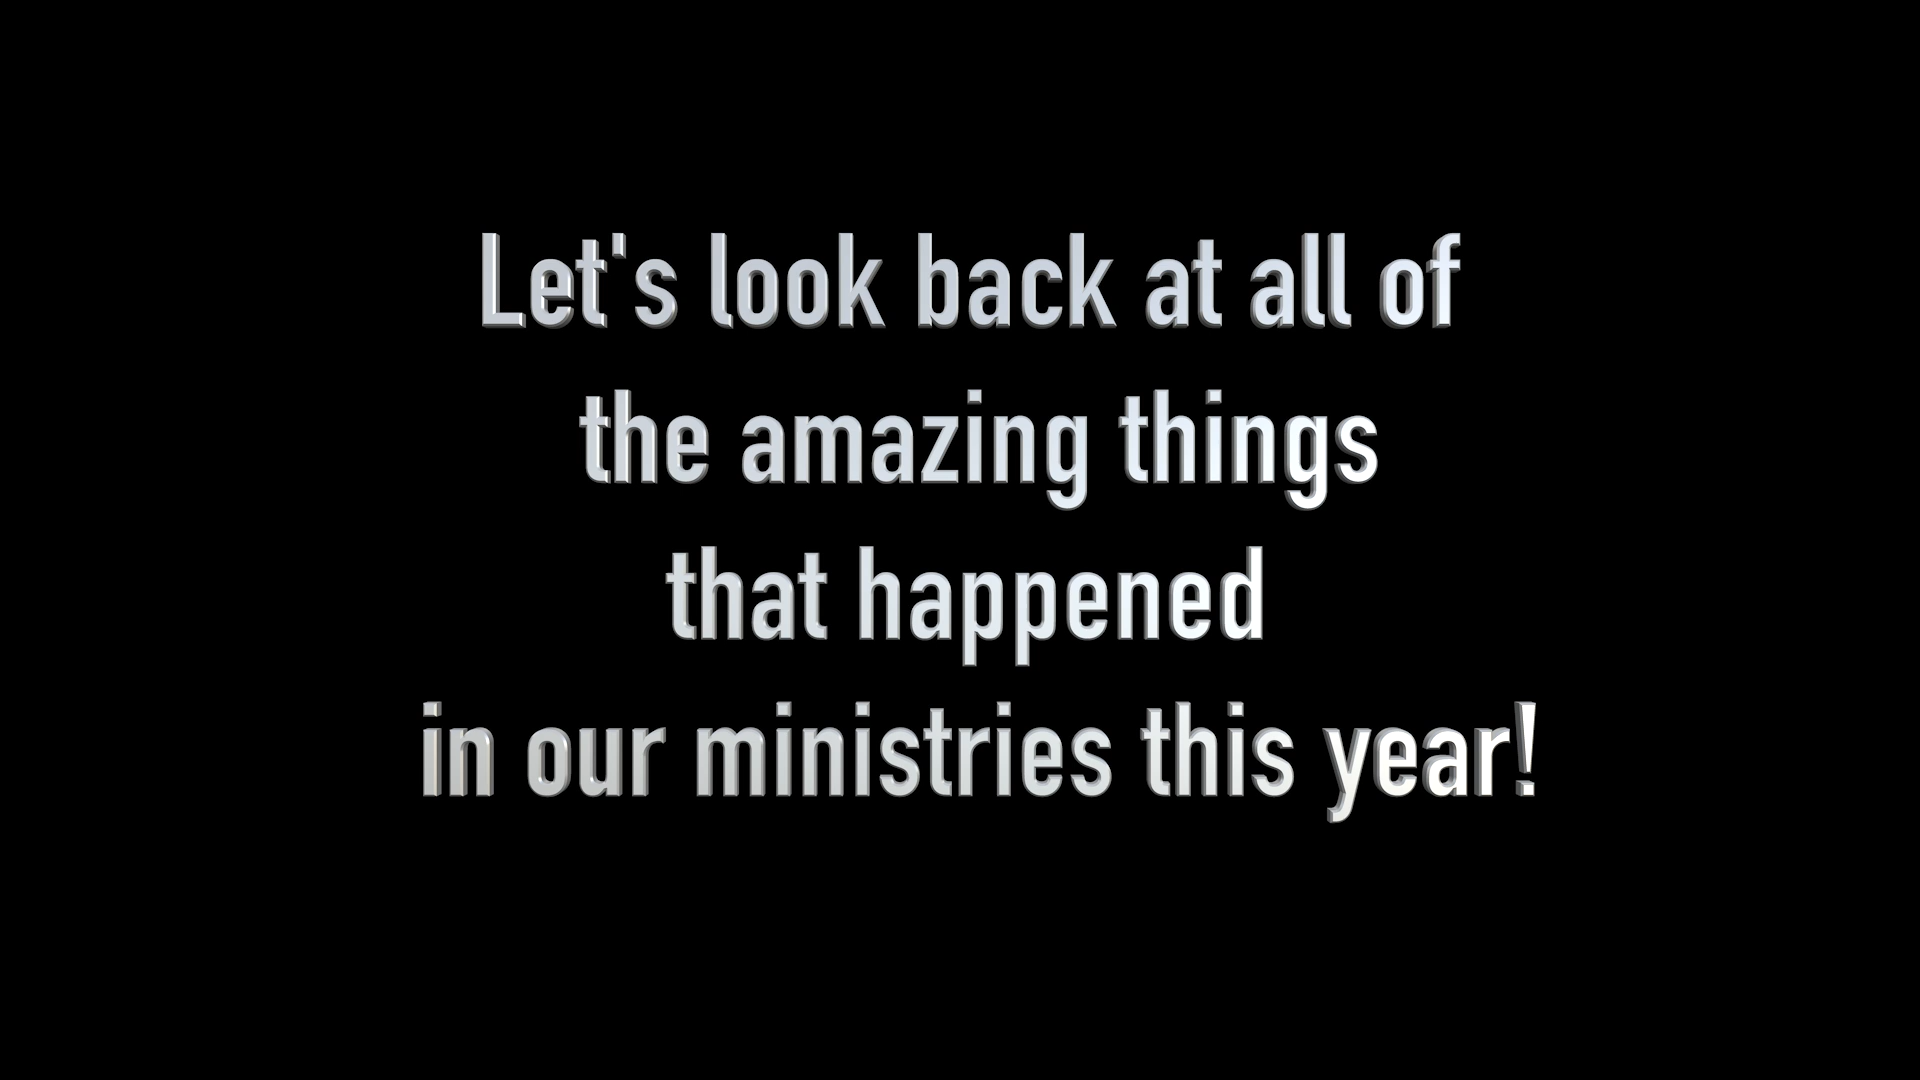 Let's look back at all of
the amazing things
that happened
in our ministries this year!